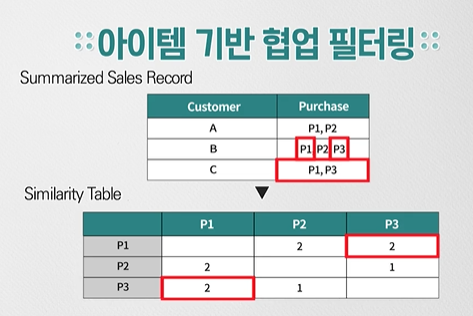 아이템 기반 협업 필터링
Summarized Sales Record
Customer Purchase
A P1, P2
B P1 P2 P3
C P1, P3
Similarity Table
P1 P2 P3
P1 2 2
P2 2 1
P3 2 1